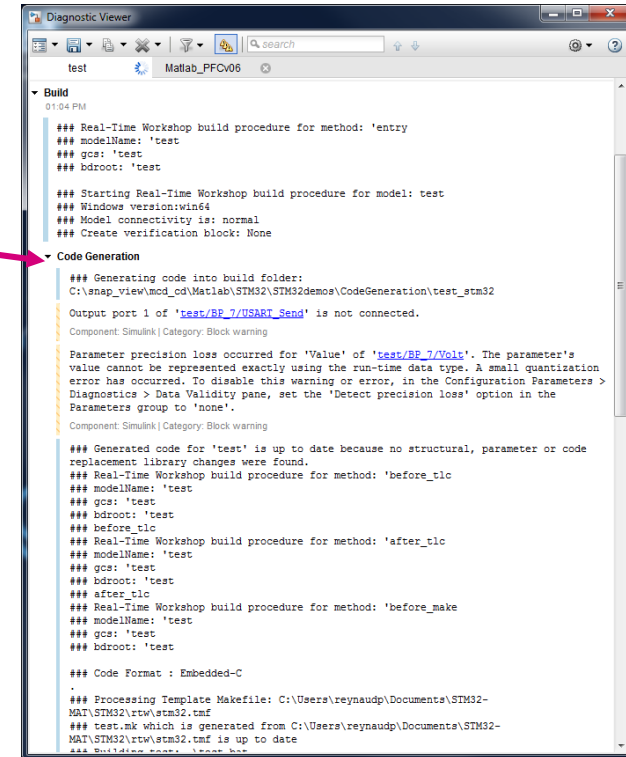 Diagnostic Viewer
search
test
Matlab_PFCv06
Build
01:04 PM
### Real-Time Workshop build procedure for method: 'entry
### modelName: 'test
### gcs: 'test
### bdroot: 'test
### Starting Real-Time Workshop build procedure for model: test
### Windows version:win64
### Model connectivity is: normal
### Create verification block: None
Code Generation
### Generating code into build folder:
C:\snap_view\mcd_cd\Matlab\STM32\STM32demos\CodeGeneration\test_stm32
Output port 1 of 'test/BP_7/USART_Send' is not connected.
Component: Simulink | Category: Block warning
Parameter precision loss occurred for 'Value' of 'test/BP_7/Volt'. The parameter's
value cannot be represented exactly using the run-time data type. A small quantization
error has occurred. To disable this warning or error, in the Configuration Parameters >
Diagnostics > Data Validity pane, set the 'Detect precision loss' option in the
Parameters group to 'none'.
Component: Simulink | Category: Block warning
### Generated code for 'test' is up to date because no structural, parameter or code
replacement library changes were found.
### Real-Time Workshop build procedure for method: 'before_tlc
### modelName: 'test
### gcs: 'test
### bdroot: 'test
### before_tlc
### Real-Time Workshop build procedure for method: 'after_tlc
### modelName: 'test
### gcs: 'test
### bdroot: 'test
### after_tlc
### Real-Time Workshop build procedure for method: 'before_make
### modelName: 'test
### gcs: 'test
### bdroot: 'test
### Code Format : Embedded-C
.
### Processing Template Makefile: C:\Users\reynaudp\Documents\STM32-
MAT\STM32\rtw\stm32.tmf
### test.mk which is generated from C:\Users\reynaudp\Documents\STM32-
MAT\STM32\rtw\stm32.tmf is up to date
### Building test: .\test.bat